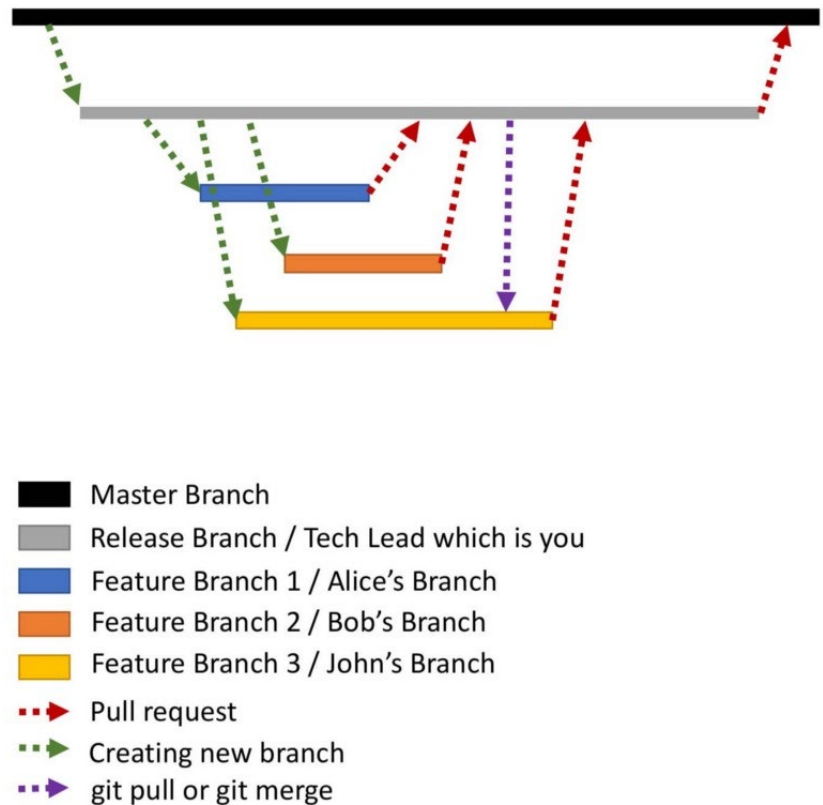 Master Branch
Release Branch / Tech Lead which is you
Feature Branch 1 / Alice's Branch
Feature Branch 2 / Bob's Branch
Feature Branch 3 / John's Branch
Pull request
Creating new branch
git pull or git merge